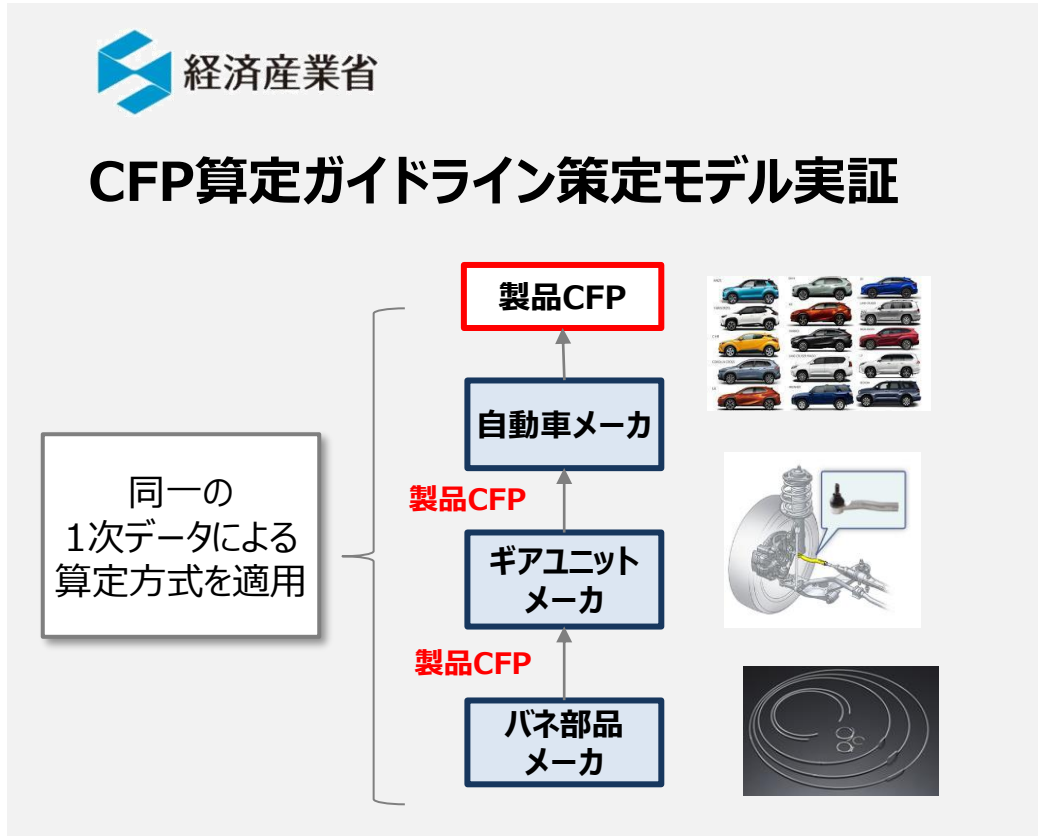 経済産業省
CFP算定ガイドライン策定モデル実証
製品CFP
自動車メーカ
製品CFP
同一の
1次データによる
算定方式を適用
ギアユニット
メーカ
製品CFP
バネ部品
メーカ